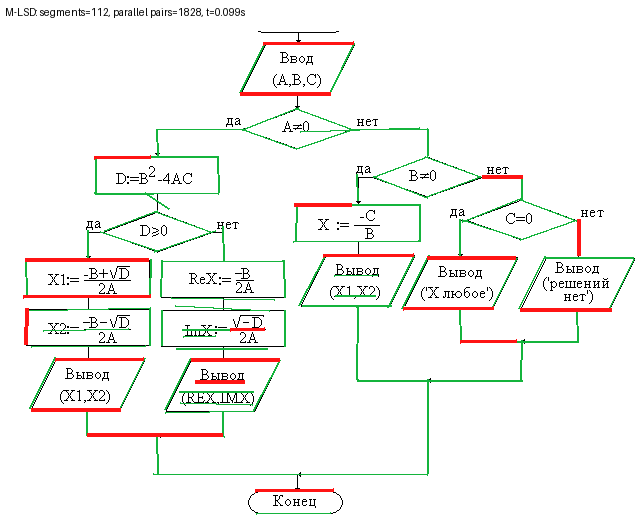 M-LSD: segments=112, parallel pairs=1828, t=0.099s
Ввод
(A,B,C)
да
A≠0
нет
D:=B²-4AC
да
B≠0
нет
да
D≥0
нет
X := -C/B
да
C=0
нет
X1:= -B+√D/2A
ReX:= -B/2A
Вывод
(X1,X2)
Вывод
('X любое')
Вывод
('решений
нет')
X2:= -B-√D/2A
ImX:= √-D/2A
Вывод
(X1,X2)
Вывод
(REX,IMX)
Конец